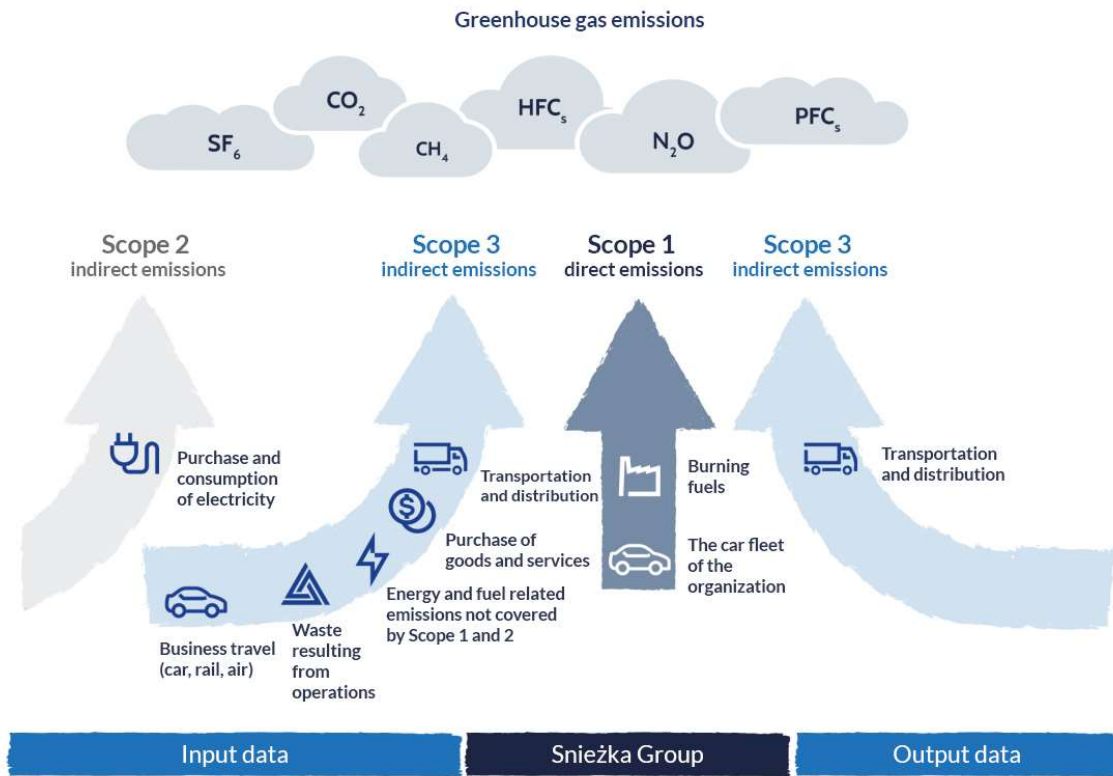 Greenhouse gas emissions
SF₆
CO₂
CH₄
HFCₛ
N₂O
PFCₛ
Scope 2
indirect emissions
Scope 3
indirect emissions
Scope 1
direct emissions
Scope 3
indirect emissions
Purchase and
consumption
of electricity
Transportation
and distribution
Purchase of
goods and services
Energy and fuel related
emissions not covered
by Scope 1 and 2
Waste
resulting
from
operations
Business travel
(car, rail, air)
Burning
fuels
The car fleet
of the
organization
Transportation
and distribution
Input data
Snieżka Group
Output data